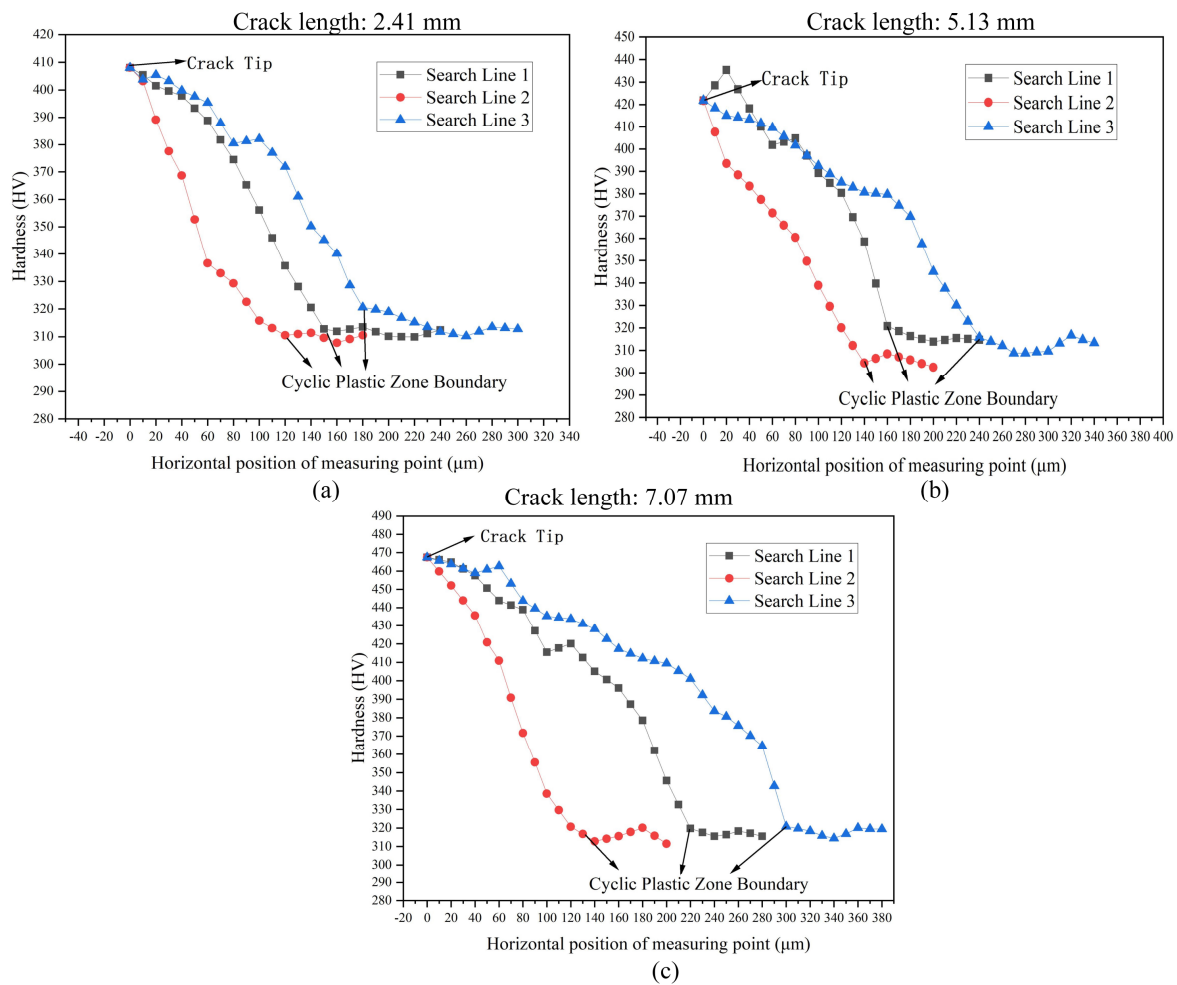 Crack length: 2.41 mm
420
410
400
390
380
370
360
350
340
330
320
310
300
290
280
Hardness (HV)
Crack Tip
Search Line 1
Search Line 2
Search Line 3
Cyclic Plastic Zone Boundary
-40 -20 0 20 40 60 80 100 120 140 160 180 200 220 240 260 280 300 320 340
Horizontal position of measuring point (μm)
(a)
Crack length: 5.13 mm
450
440
430
420
410
400
390
380
370
360
350
340
330
320
310
300
290
280
Hardness (HV)
Crack Tip
Search Line 1
Search Line 2
Search Line 3
Cyclic Plastic Zone Boundary
-40 -20 0 20 40 60 80 100 120 140 160 180 200 220 240 260 280 300 320 340 360 380 400
Horizontal position of measuring point (μm)
(b)
Crack length: 7.07 mm
490
480
470
460
450
440
430
420
410
400
390
380
370
360
350
340
330
320
310
300
290
280
Hardness (HV)
Crack Tip
Search Line 1
Search Line 2
Search Line 3
Cyclic Plastic Zone Boundary
-20 0 20 40 60 80 100 120 140 160 180 200 220 240 260 280 300 320 340 360 380
Horizontal position of measuring point (μm)
(c)